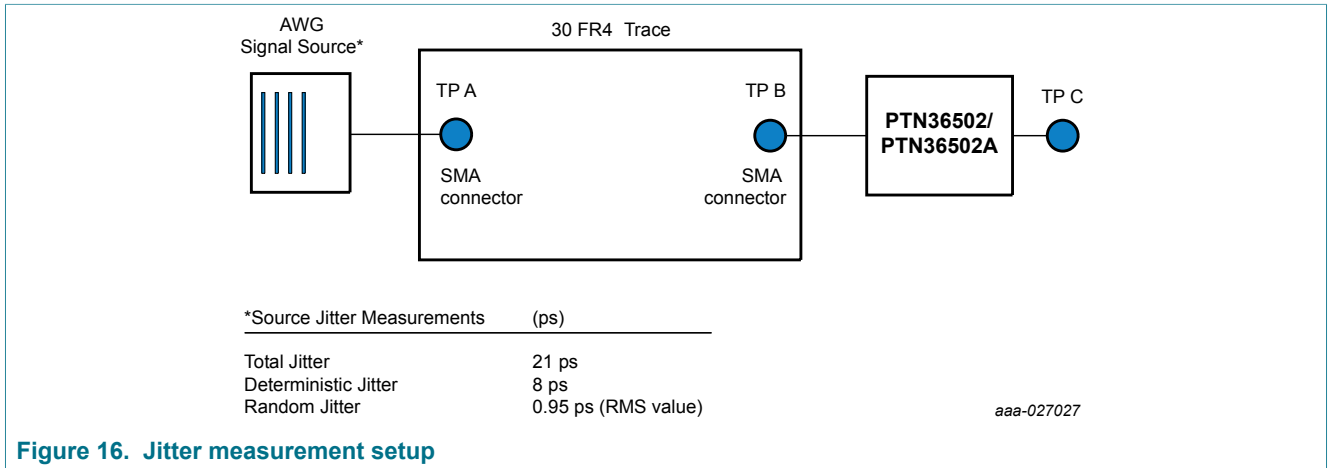 AWG
Signal Source*
30 FR4 Trace
TP A
TP B
TP C
PTN36502/
PTN36502A
SMA
connector
SMA
connector
*Source Jitter Measurements (ps)
Total Jitter 21 ps
Deterministic Jitter 8 ps
Random Jitter 0.95 ps (RMS value)
aaa-027027
Figure 16. Jitter measurement setup